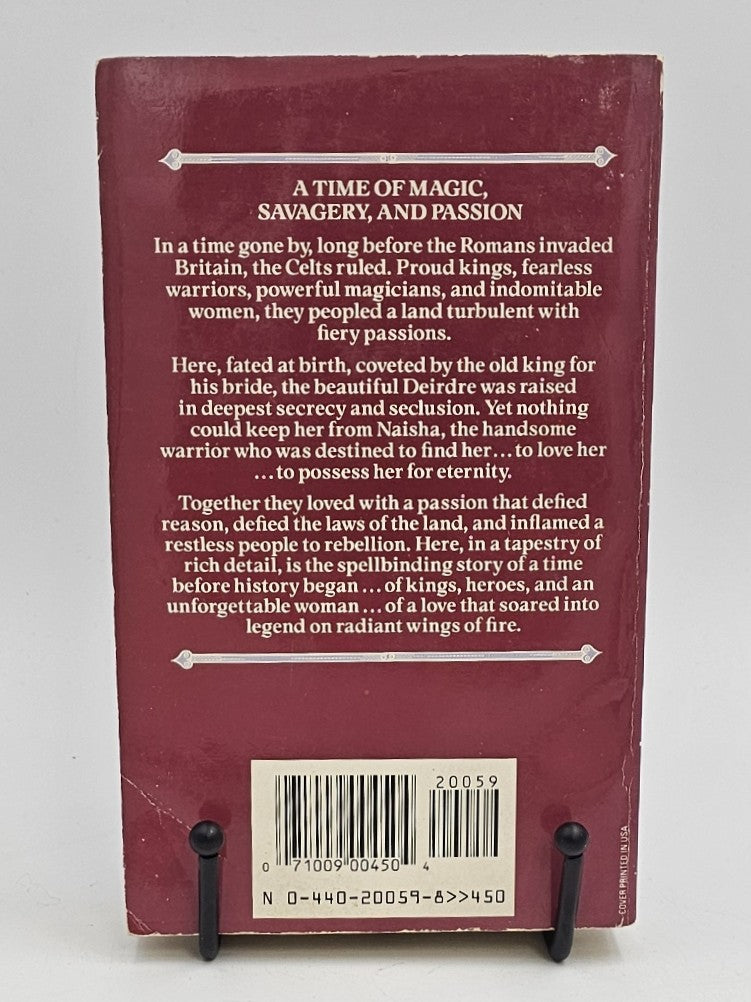 A TIME OF MAGIC,
SAVAGERY, AND PASSION
In a time gone by, long before the Romans invaded
Britain, the Celts ruled. Proud kings, fearless
warriors, powerful magicians, and indomitable
women, they peopled a land turbulent with
fiery passions.
Here, fated at birth, coveted by the old king for
his bride, the beautiful Deirdre was raised
in deepest secrecy and seclusion. Yet nothing
could keep her from Naisha, the handsome
warrior who was destined to find her...to love her
...to possess her for eternity.
Together they loved with a passion that defied
reason, defied the laws of the land, and inflamed a
restless people to rebellion. Here, in a tapestry of
rich detail, is the spellbinding story of a time
before history began...of kings, heroes, and an
unforgettable woman...of a love that soared into
legend on radiant wings of fire.
20059
0 71009 00450 4
N 0-440-20059-8>>450
COVER PRINTED IN USA